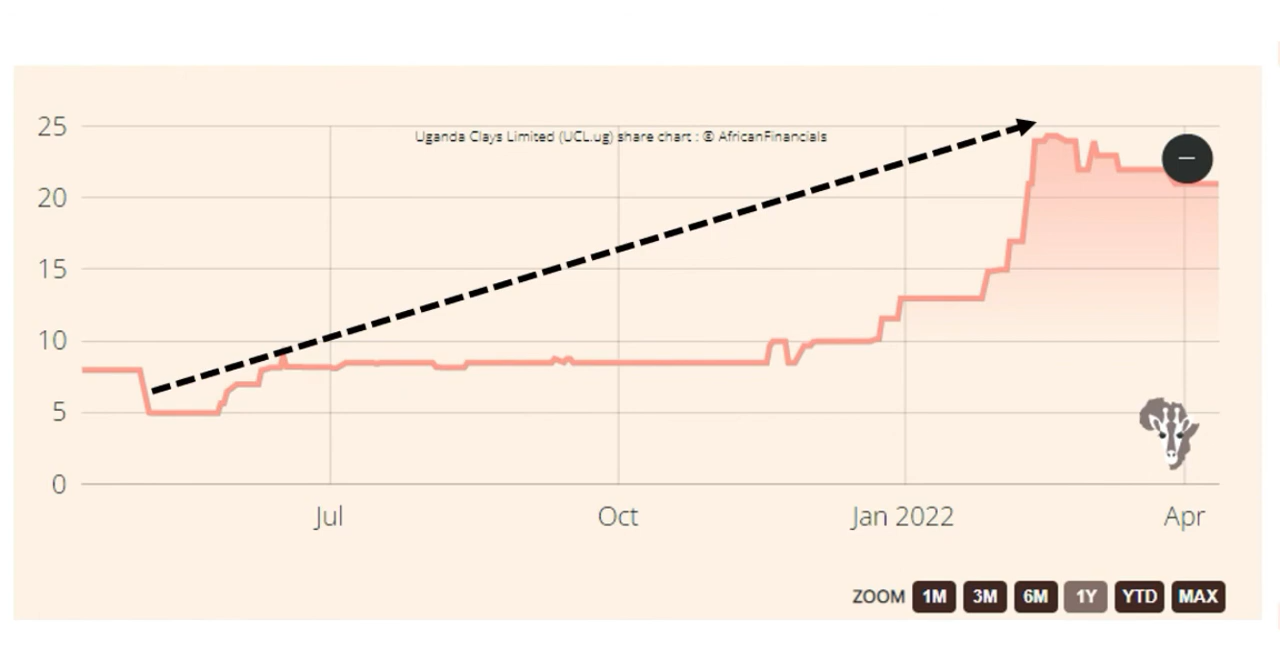 25
Uganda Clays Limited (UCL.ug) share chart : © AfricanFinancials
20
15
10
5
0
Jul Oct Jan 2022 Apr
ZOOM 1M 3M 6M 1Y YTD MAX